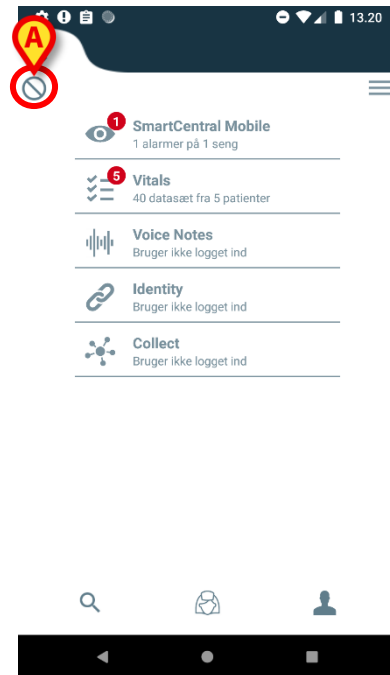 13.20
A
1
SmartCentral Mobile
1 alarmer på 1 seng
5
Vitals
40 datasæt fra 5 patienter
Voice Notes
Bruger ikke logget ind
Identity
Bruger ikke logget ind
Collect
Bruger ikke logget ind